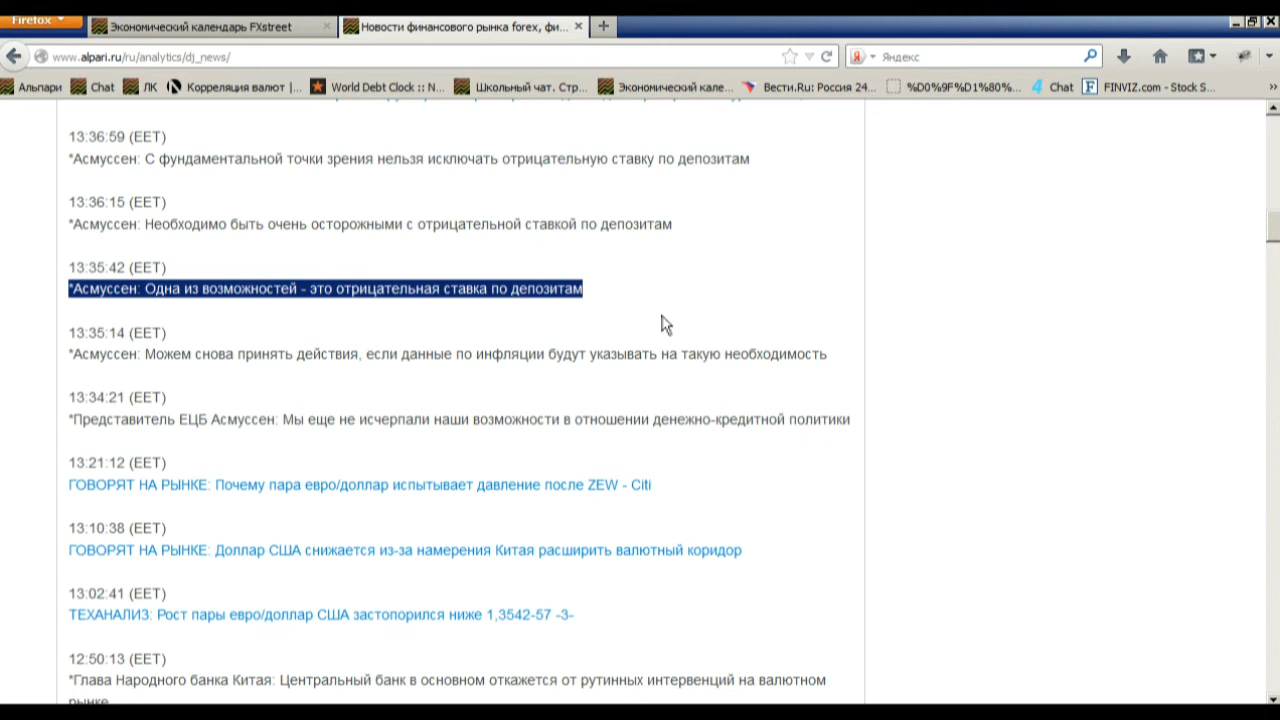 Firefox
Экономический календарь FXstreet
Новости финансового рынка forex, фи...
www.alpari.ru/ru/analytics/dj_news/
Яндекс
Альпари
Chat
ЛК
Корреляция валют |...
World Debt Clock :: N...
Школьный чат. Стр...
Экономический кале...
Вести.Ru: Россия 24...
%D0%9F%D1%80%...
Chat
FINVIZ.com - Stock S...
13:36:59 (EET)
*Асмуссен: С фундаментальной точки зрения нельзя исключать отрицательную ставку по депозитам
13:36:15 (EET)
*Асмуссен: Необходимо быть очень осторожными с отрицательной ставкой по депозитам
13:35:42 (EET)
*Асмуссен: Одна из возможностей - это отрицательная ставка по депозитам
13:35:14 (EET)
*Асмуссен: Можем снова принять действия, если данные по инфляции будут указывать на такую необходимость
13:34:21 (EET)
*Представитель ЕЦБ Асмуссен: Мы еще не исчерпали наши возможности в отношении денежно-кредитной политики
13:21:12 (EET)
ГОВОРЯТ НА РЫНКЕ: Почему пара евро/доллар испытывает давление после ZEW - Citi
13:10:38 (EET)
ГОВОРЯТ НА РЫНКЕ: Доллар США снижается из-за намерения Китая расширить валютный коридор
13:02:41 (EET)
ТЕХАНАЛИЗ: Рост пары евро/доллар США застопорился ниже 1,3542-57 -3-
12:50:13 (EET)
*Глава Народного банка Китая: Центральный банк в основном откажется от рутинных интервенций на валютном
рынке